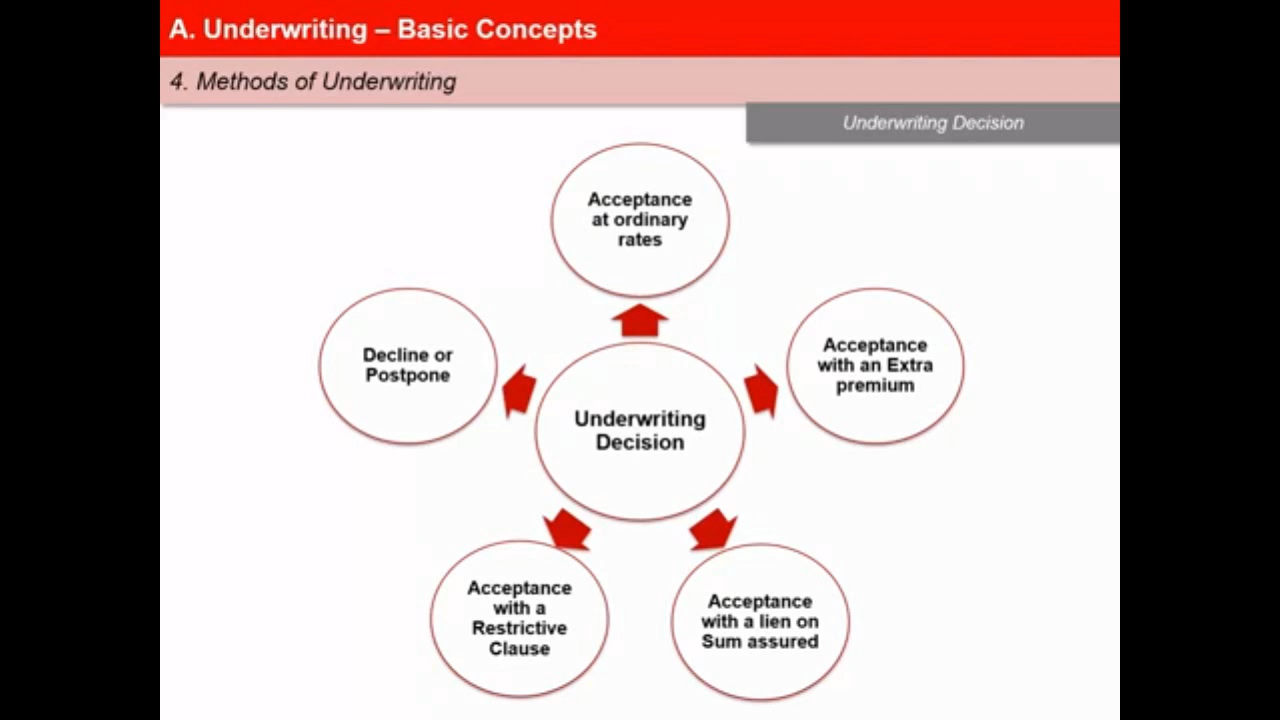 A. Underwriting – Basic Concepts
4. Methods of Underwriting
Underwriting Decision
Acceptance
at ordinary
rates
Decline or
Postpone
Acceptance
with an Extra
premium
Underwriting
Decision
Acceptance
with a
Restrictive
Clause
Acceptance
with a lien on
Sum assured